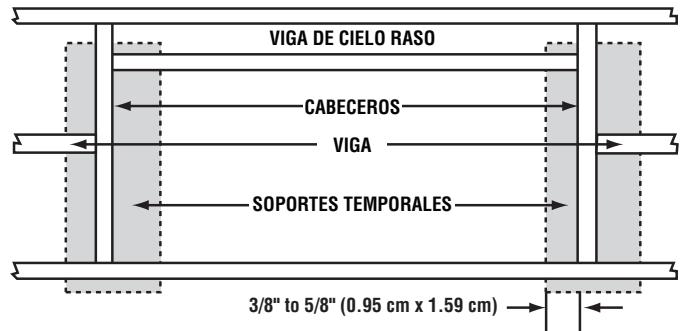 VIGA DE CIELO RASO
CABECEROS
VIGA
SOPORTES TEMPORALES
3/8" to 5/8" (0.95 cm x 1.59 cm)